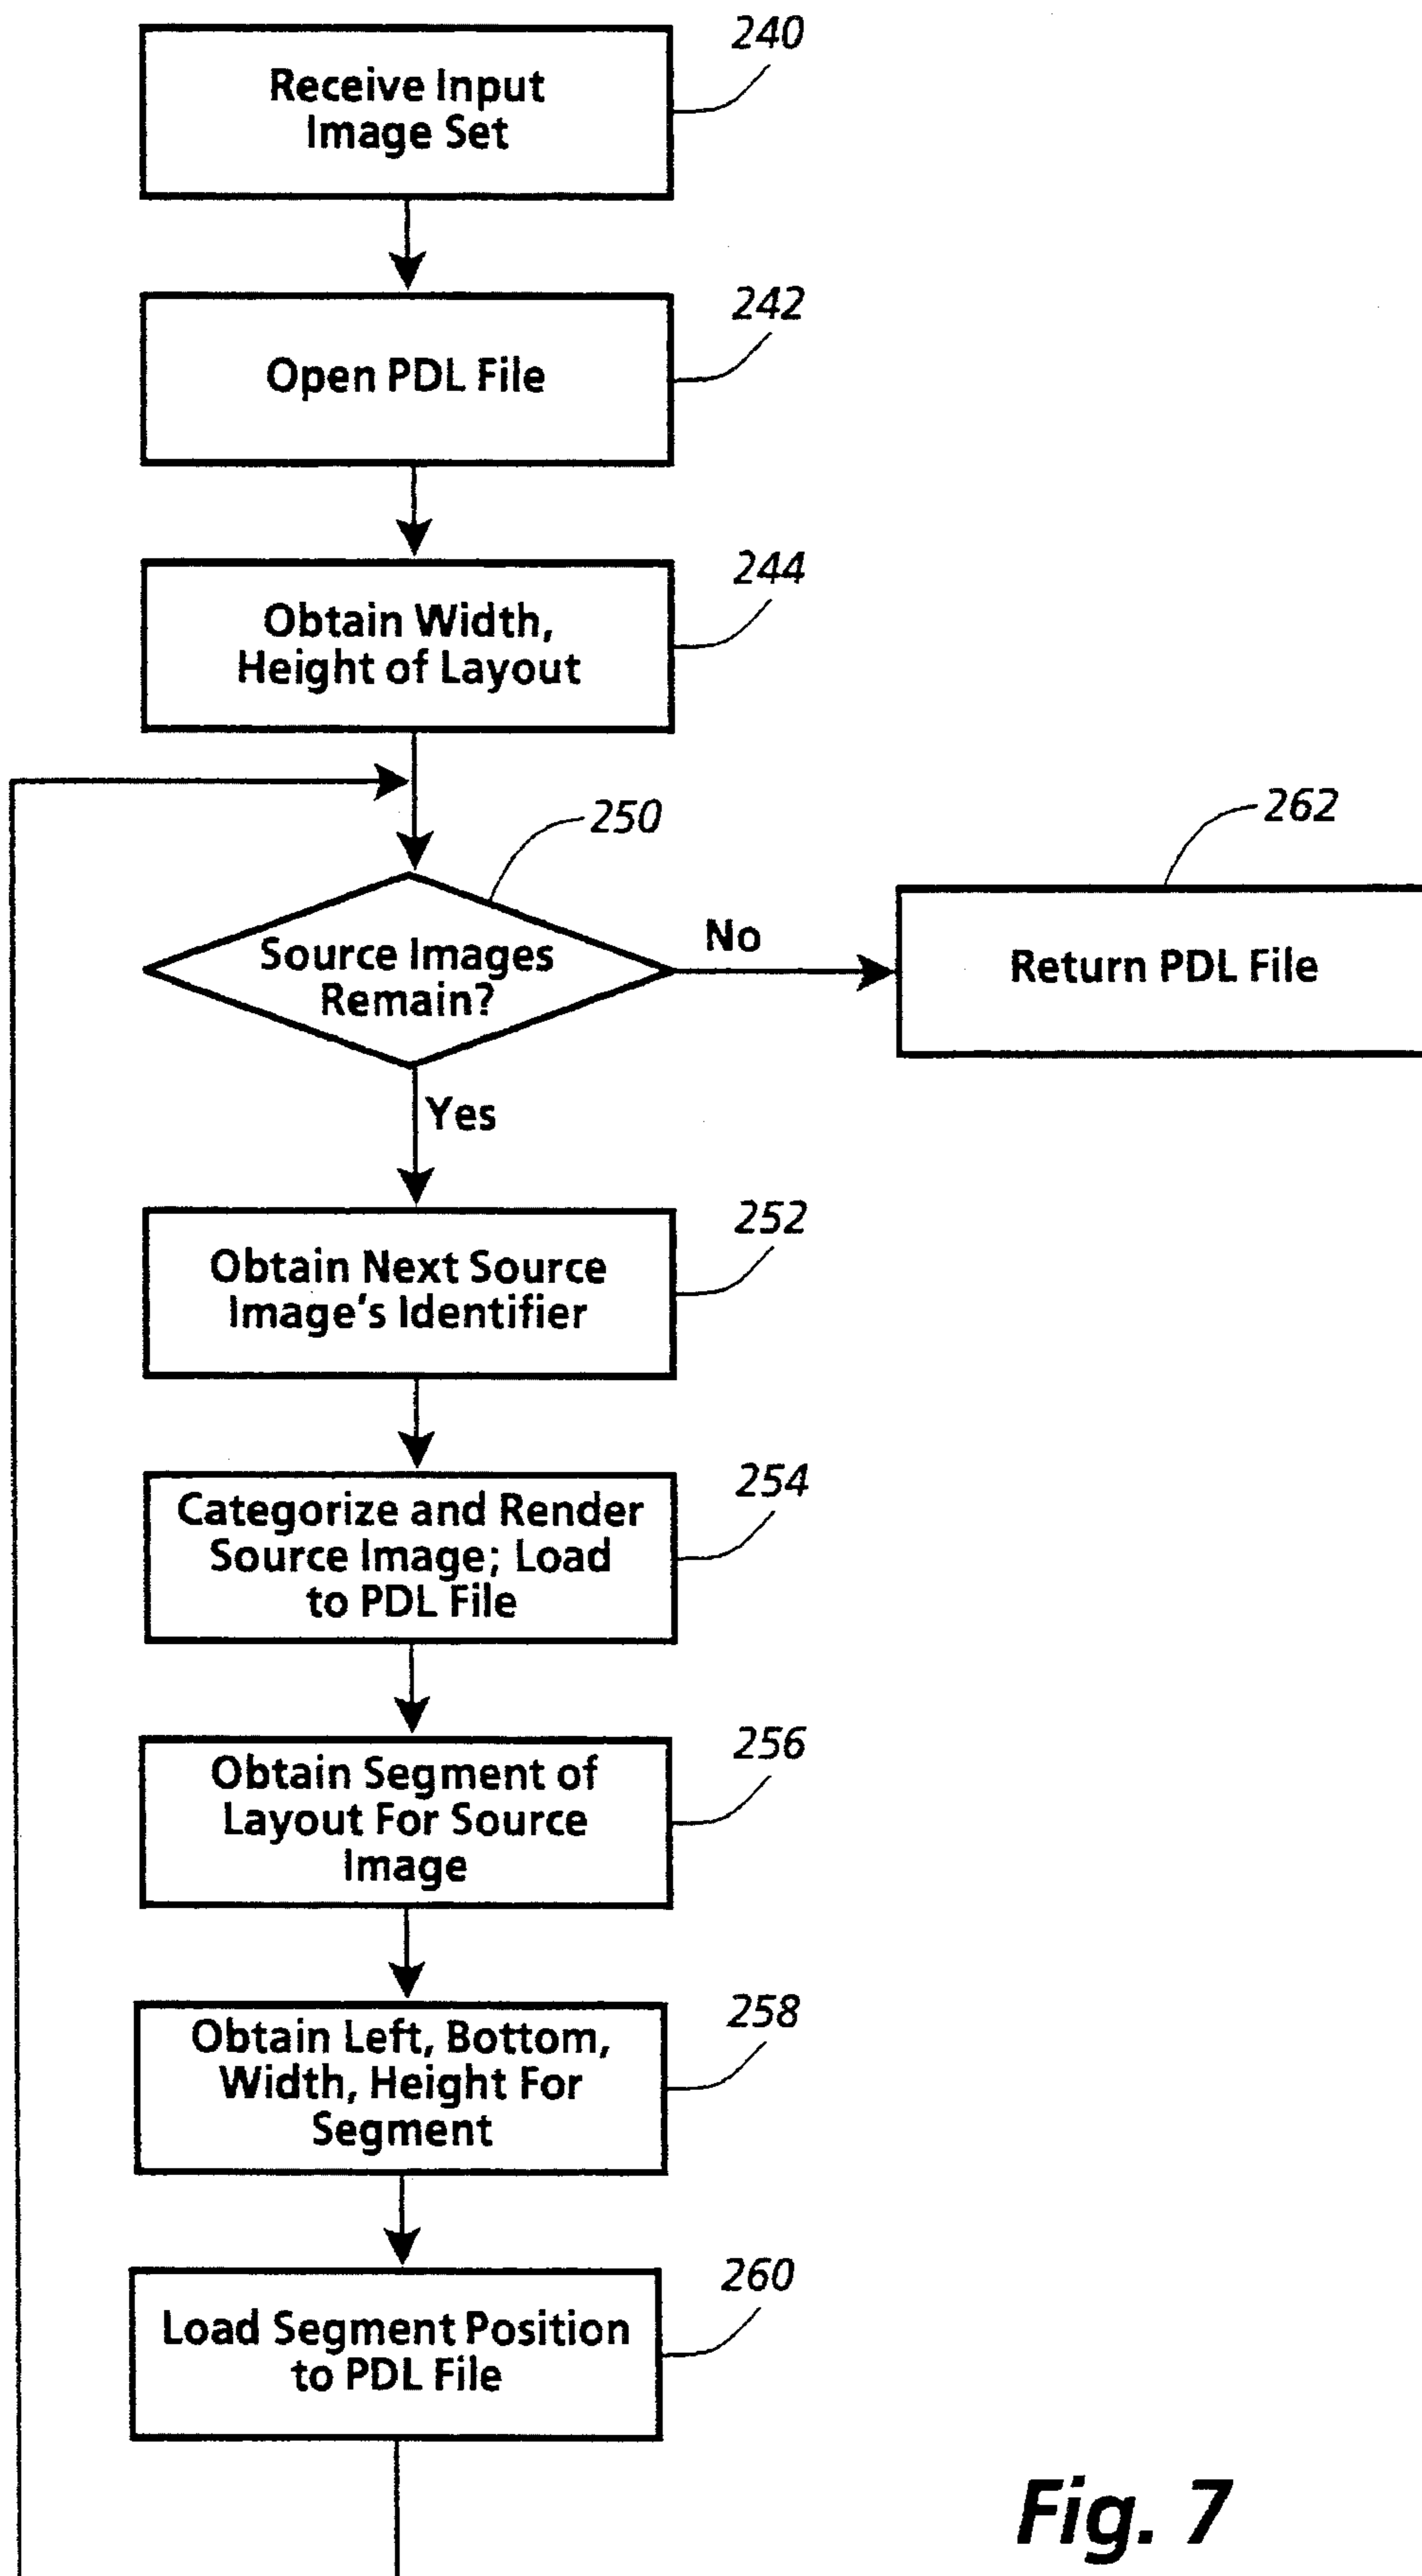 240
Receive Input
Image Set
242
Open PDL File
244
Obtain Width,
Height of Layout
250
262
Source Images
Remain?
No
Return PDL File
Yes
252
Obtain Next Source
Image's Identifier
254
Categorize and Render
Source Image; Load
to PDL File
256
Obtain Segment of
Layout For Source
Image
258
Obtain Left, Bottom,
Width, Height For
Segment
260
Load Segment Position
to PDL File
Fig. 7